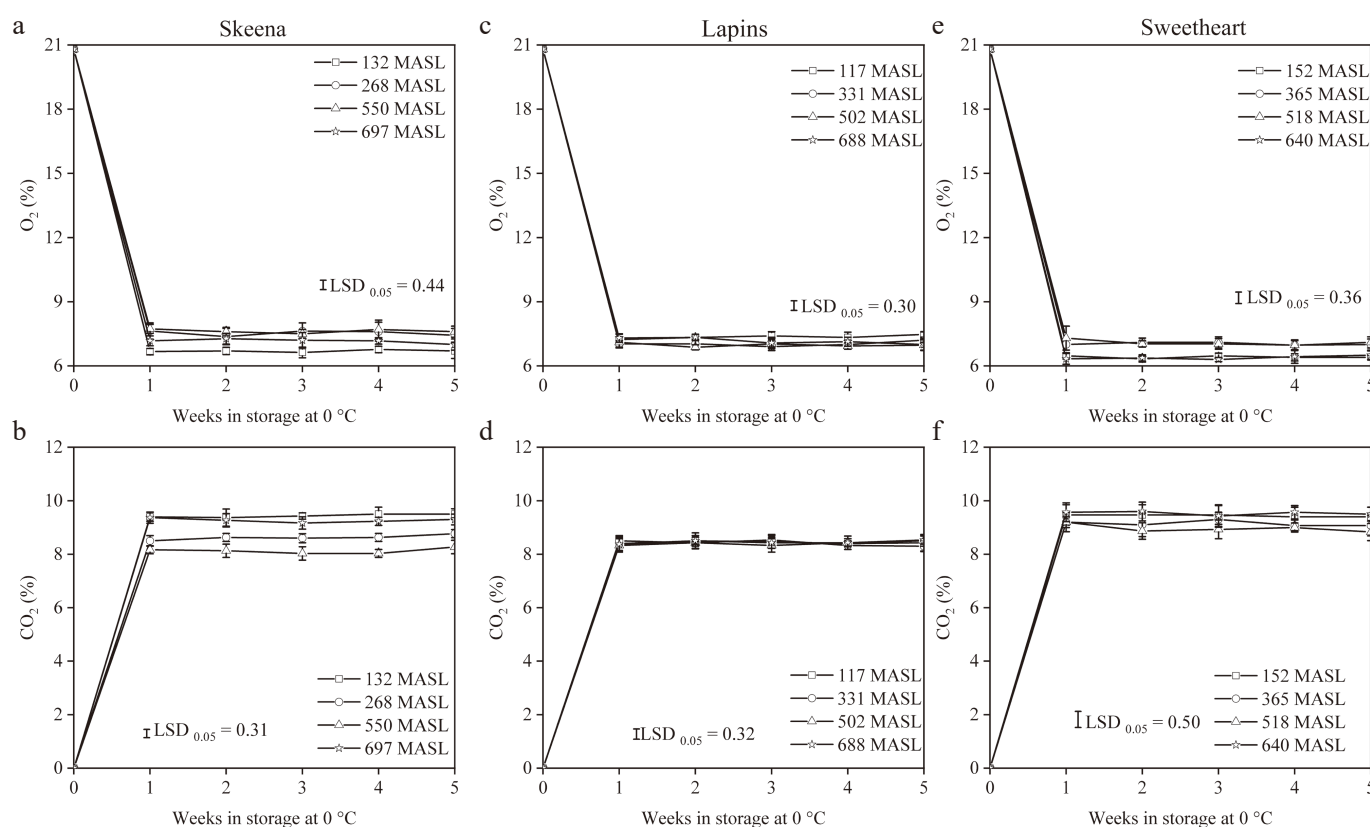 a
Skeena
21
18
15
12
9
6
O2 (%)
132 MASL
268 MASL
550 MASL
697 MASL
LSD 0.05 = 0.44
0 1 2 3 4 5
Weeks in storage at 0 °C
c
Lapins
21
18
15
12
9
6
O2 (%)
117 MASL
331 MASL
502 MASL
688 MASL
LSD 0.05 = 0.30
0 1 2 3 4 5
Weeks in storage at 0 °C
e
Sweetheart
21
18
15
12
9
6
O2 (%)
152 MASL
365 MASL
518 MASL
640 MASL
LSD 0.05 = 0.36
0 1 2 3 4 5
Weeks in storage at 0 °C
b
12
10
8
6
4
2
0
CO2 (%)
132 MASL
268 MASL
550 MASL
697 MASL
LSD 0.05 = 0.31
0 1 2 3 4 5
Weeks in storage at 0 °C
d
12
10
8
6
4
2
0
CO2 (%)
117 MASL
331 MASL
502 MASL
688 MASL
LSD 0.05 = 0.32
0 1 2 3 4 5
Weeks in storage at 0 °C
f
12
10
8
6
4
2
0
CO2 (%)
152 MASL
365 MASL
518 MASL
640 MASL
LSD 0.05 = 0.50
0 1 2 3 4 5
Weeks in storage at 0 °C